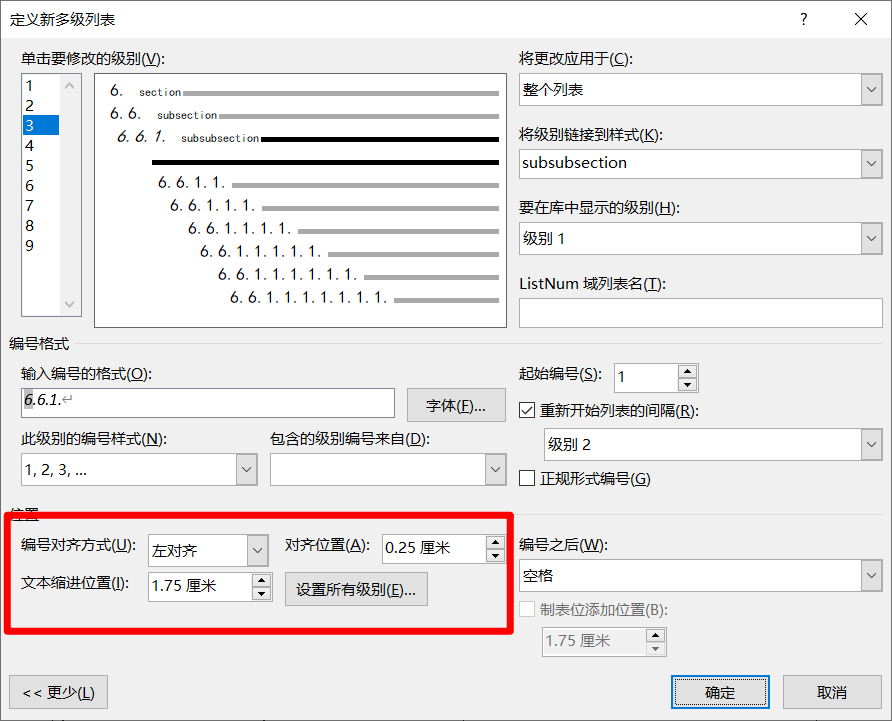 定义新多级列表
单击要修改的级别(V):
1
2
3
4
5
6
7
8
9
6. section
6.6. subsection
6.6.1. subsubsection
6.6.1.1.
6.6.1.1.1.
6.6.1.1.1.1.
6.6.1.1.1.1.1.
6.6.1.1.1.1.1.1.
6.6.1.1.1.1.1.1.1.
将更改应用于(C):
整个列表
将级别链接到样式(K):
subsubsection
要在库中显示的级别(H):
级别 1
ListNum 域列表名(T):
编号格式
输入编号的格式(O):
6.6.1.
字体(F)...
此级别的编号样式(N):
1, 2, 3, ...
包含的级别编号来自(D):
起始编号(S):
1
重新开始列表的间隔(R):
级别 2
正规形式编号(G)
位置
编号对齐方式(U):
左对齐
对齐位置(A):
0.25 厘米
文本缩进位置(I):
1.75 厘米
设置所有级别(E)...
编号之后(W):
空格
制表位添加位置(B):
1.75 厘米
<< 更少(L)
确定
取消